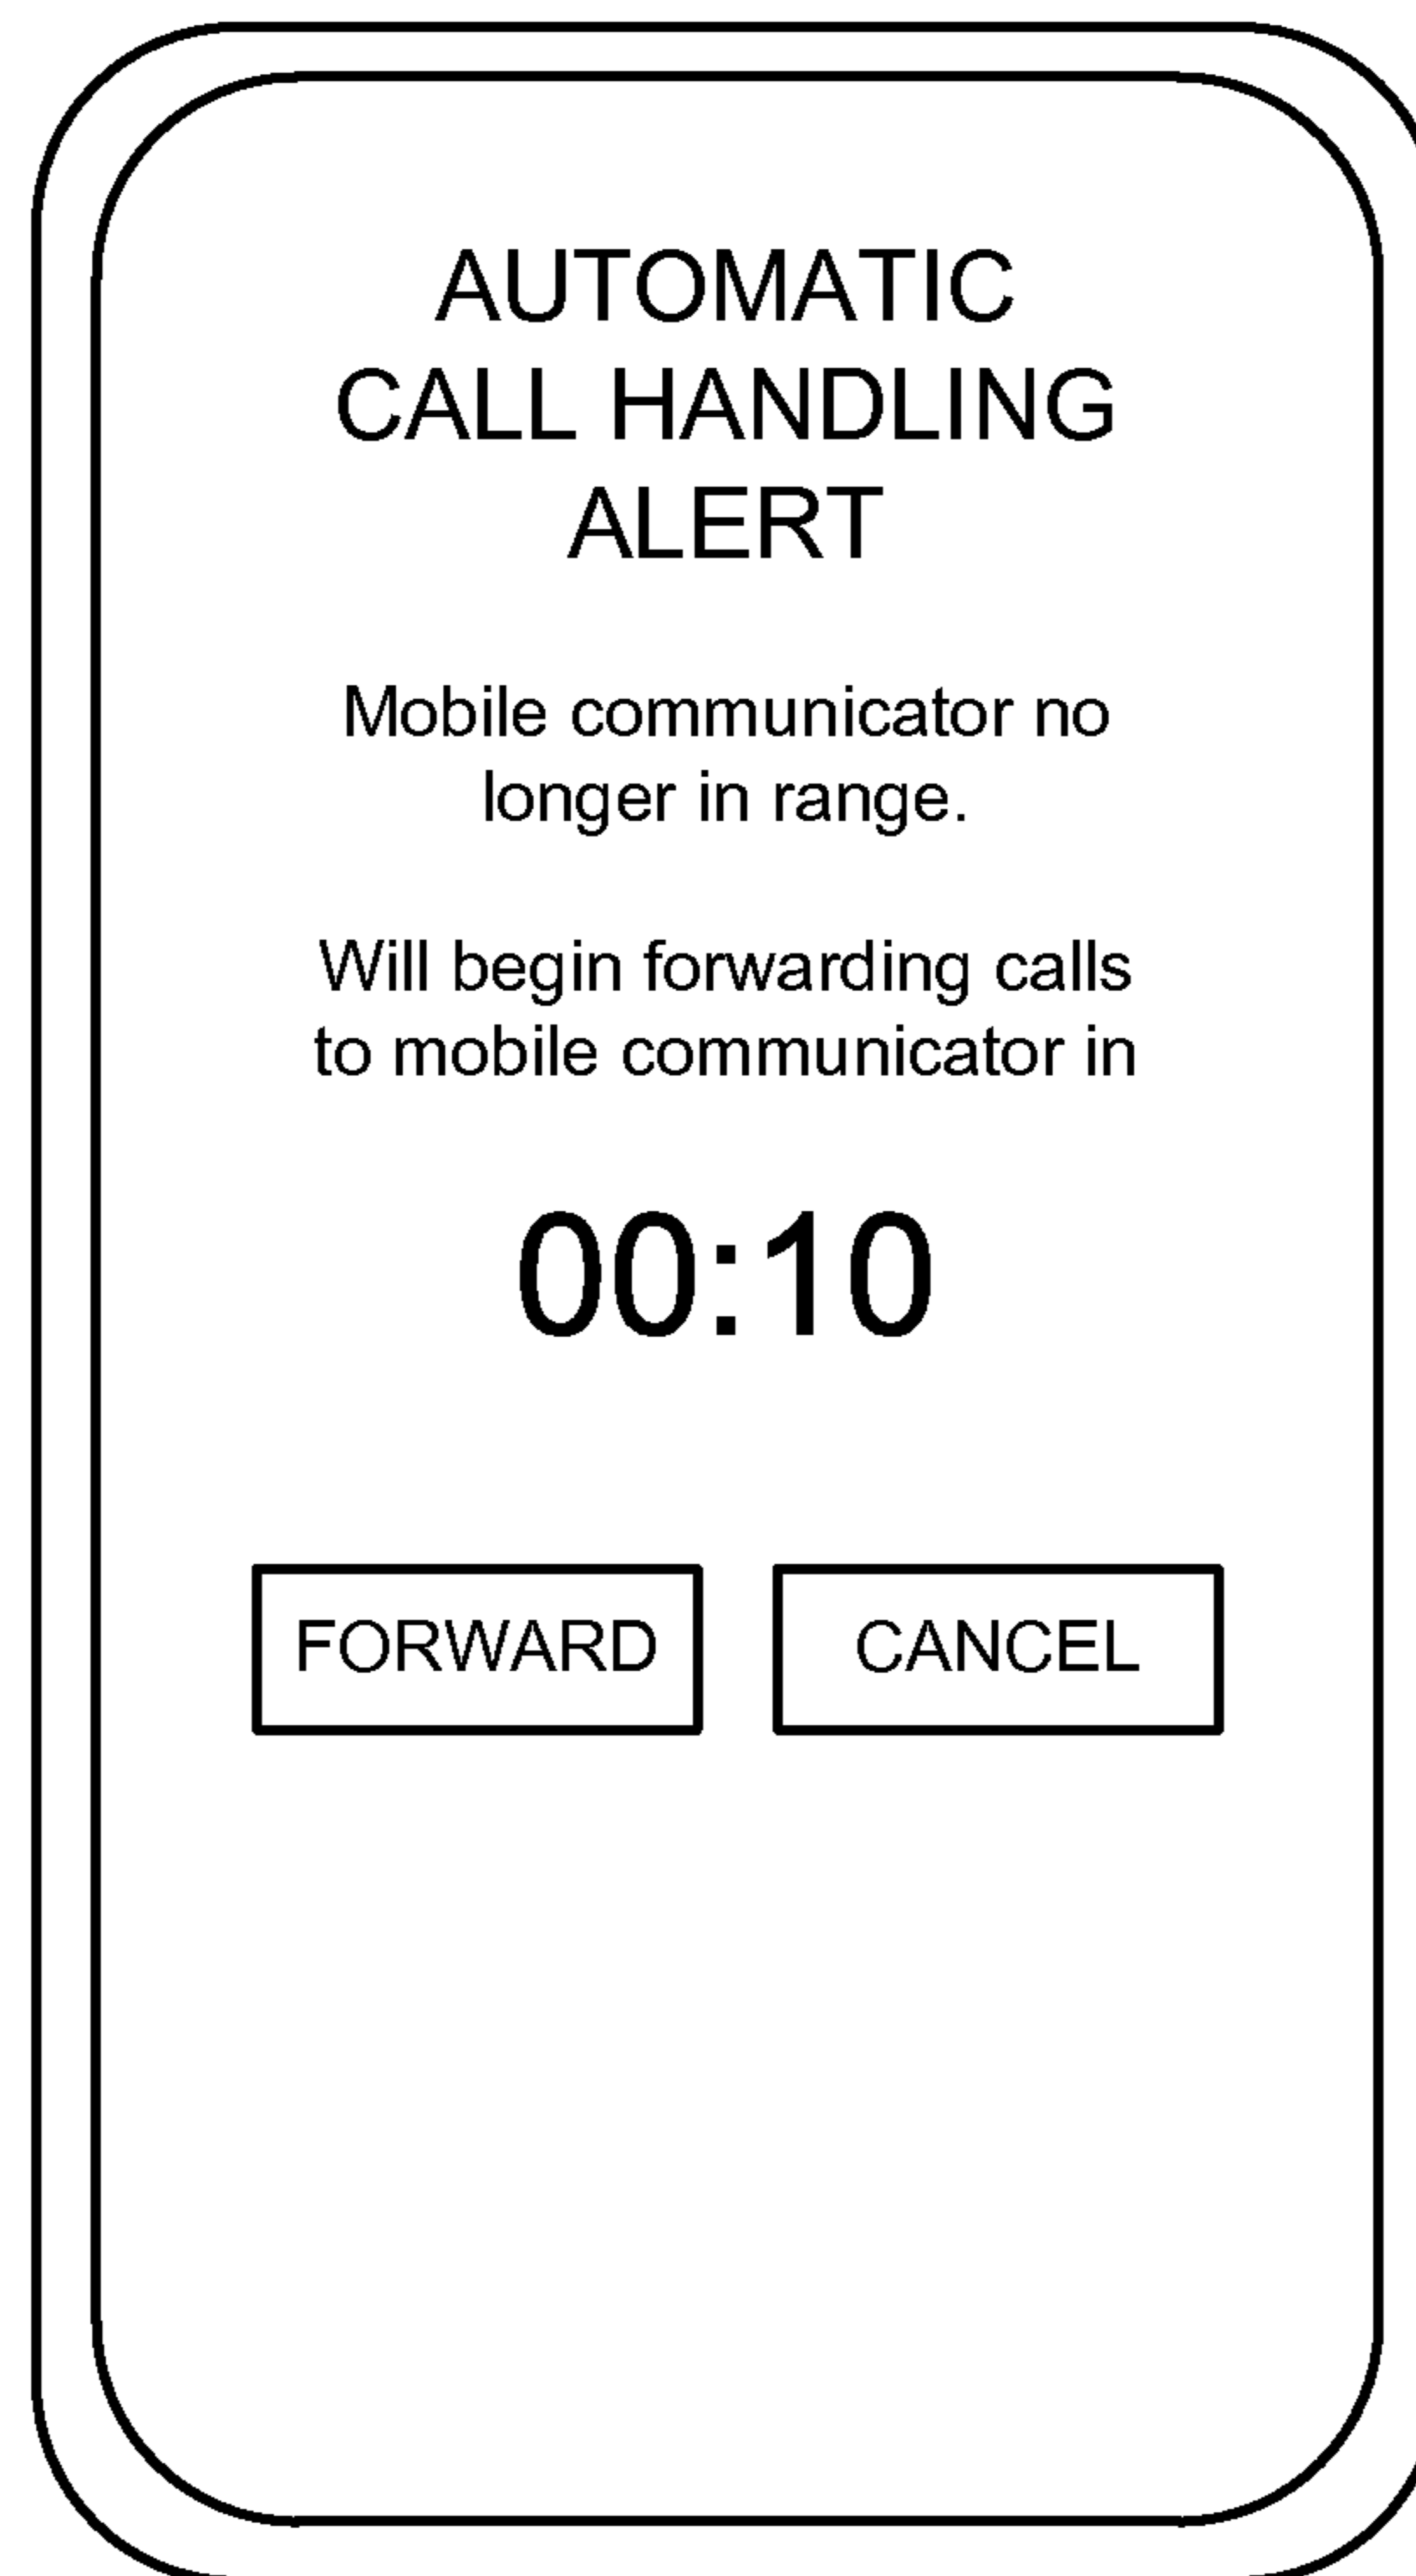 AUTOMATIC
CALL HANDLING
ALERT
Mobile communicator no
longer in range.
Will begin forwarding calls
to mobile communicator in
00:10
FORWARD CANCEL